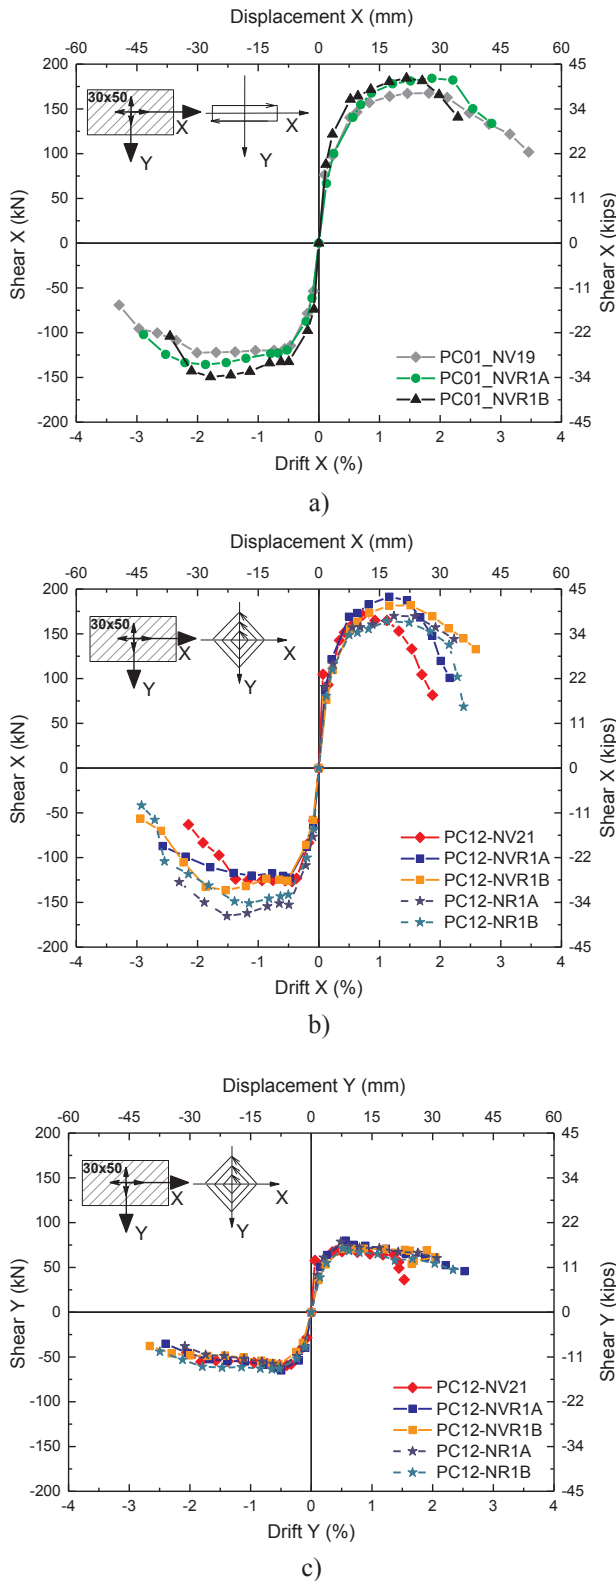 Displacement X (mm)
-60 -45 -30 -15 0 15 30 45 60
200 45
150 34
100 22
50 11
0 0
-50 -11
-100 -22
-150 -34
-200 -45
Shear X (kN)
Shear X (kips)
30x50
X
Y
X
Y
PC01_NV19
PC01_NVR1A
PC01_NVR1B
-4 -3 -2 -1 0 1 2 3 4
Drift X (%)
a)
Displacement X (mm)
-60 -45 -30 -15 0 15 30 45 60
200 45
150 34
100 22
50 11
0 0
-50 -11
-100 -22
-150 -34
-200 -45
Shear X (kN)
Shear X (kips)
30x50
X
Y
X
Y
PC12-NV21
PC12-NVR1A
PC12-NVR1B
PC12-NR1A
PC12-NR1B
-4 -3 -2 -1 0 1 2 3 4
Drift X (%)
b)
Displacement Y (mm)
-60 -45 -30 -15 0 15 30 45 60
200 45
150 34
100 22
50 11
0 0
-50 -11
-100 -22
-150 -34
-200 -45
Shear Y (kN)
Shear Y (kips)
30x50
X
Y
X
Y
PC12-NV21
PC12-NVR1A
PC12-NVR1B
PC12-NR1A
PC12-NR1B
-4 -3 -2 -1 0 1 2 3 4
Drift Y (%)
c)